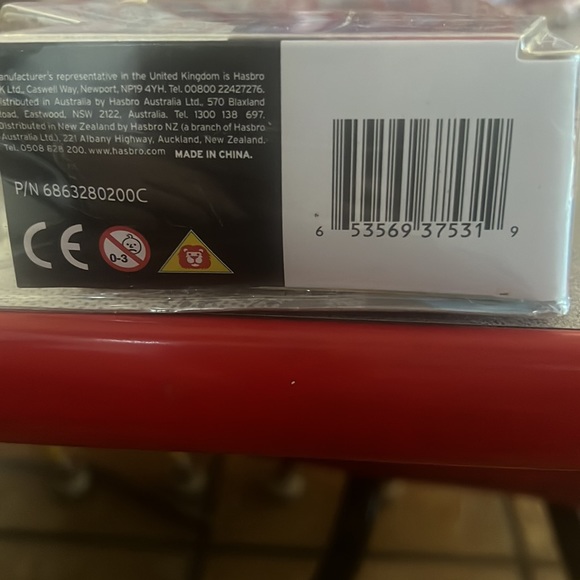 anufacturer's representative in the United Kingdom is Hasbro
K Ltd., Caswell Way, Newport, NP19 4YH. Tel. 00800 22427276.
istributed in Australia by Hasbro Australia Ltd., 570 Blaxland
oad, Eastwood, NSW 2122, Australia. Tel. 1300 138 697.
Distributed in New Zealand by Hasbro NZ (a branch of Hasbro
Australia Ltd.), 221 Albany Highway, Auckland, New Zealand.
Tel. 0508 828 200. www.hasbro.com MADE IN CHINA.
P/N 6863280200C
CE
0-3
6 53569 37531 9